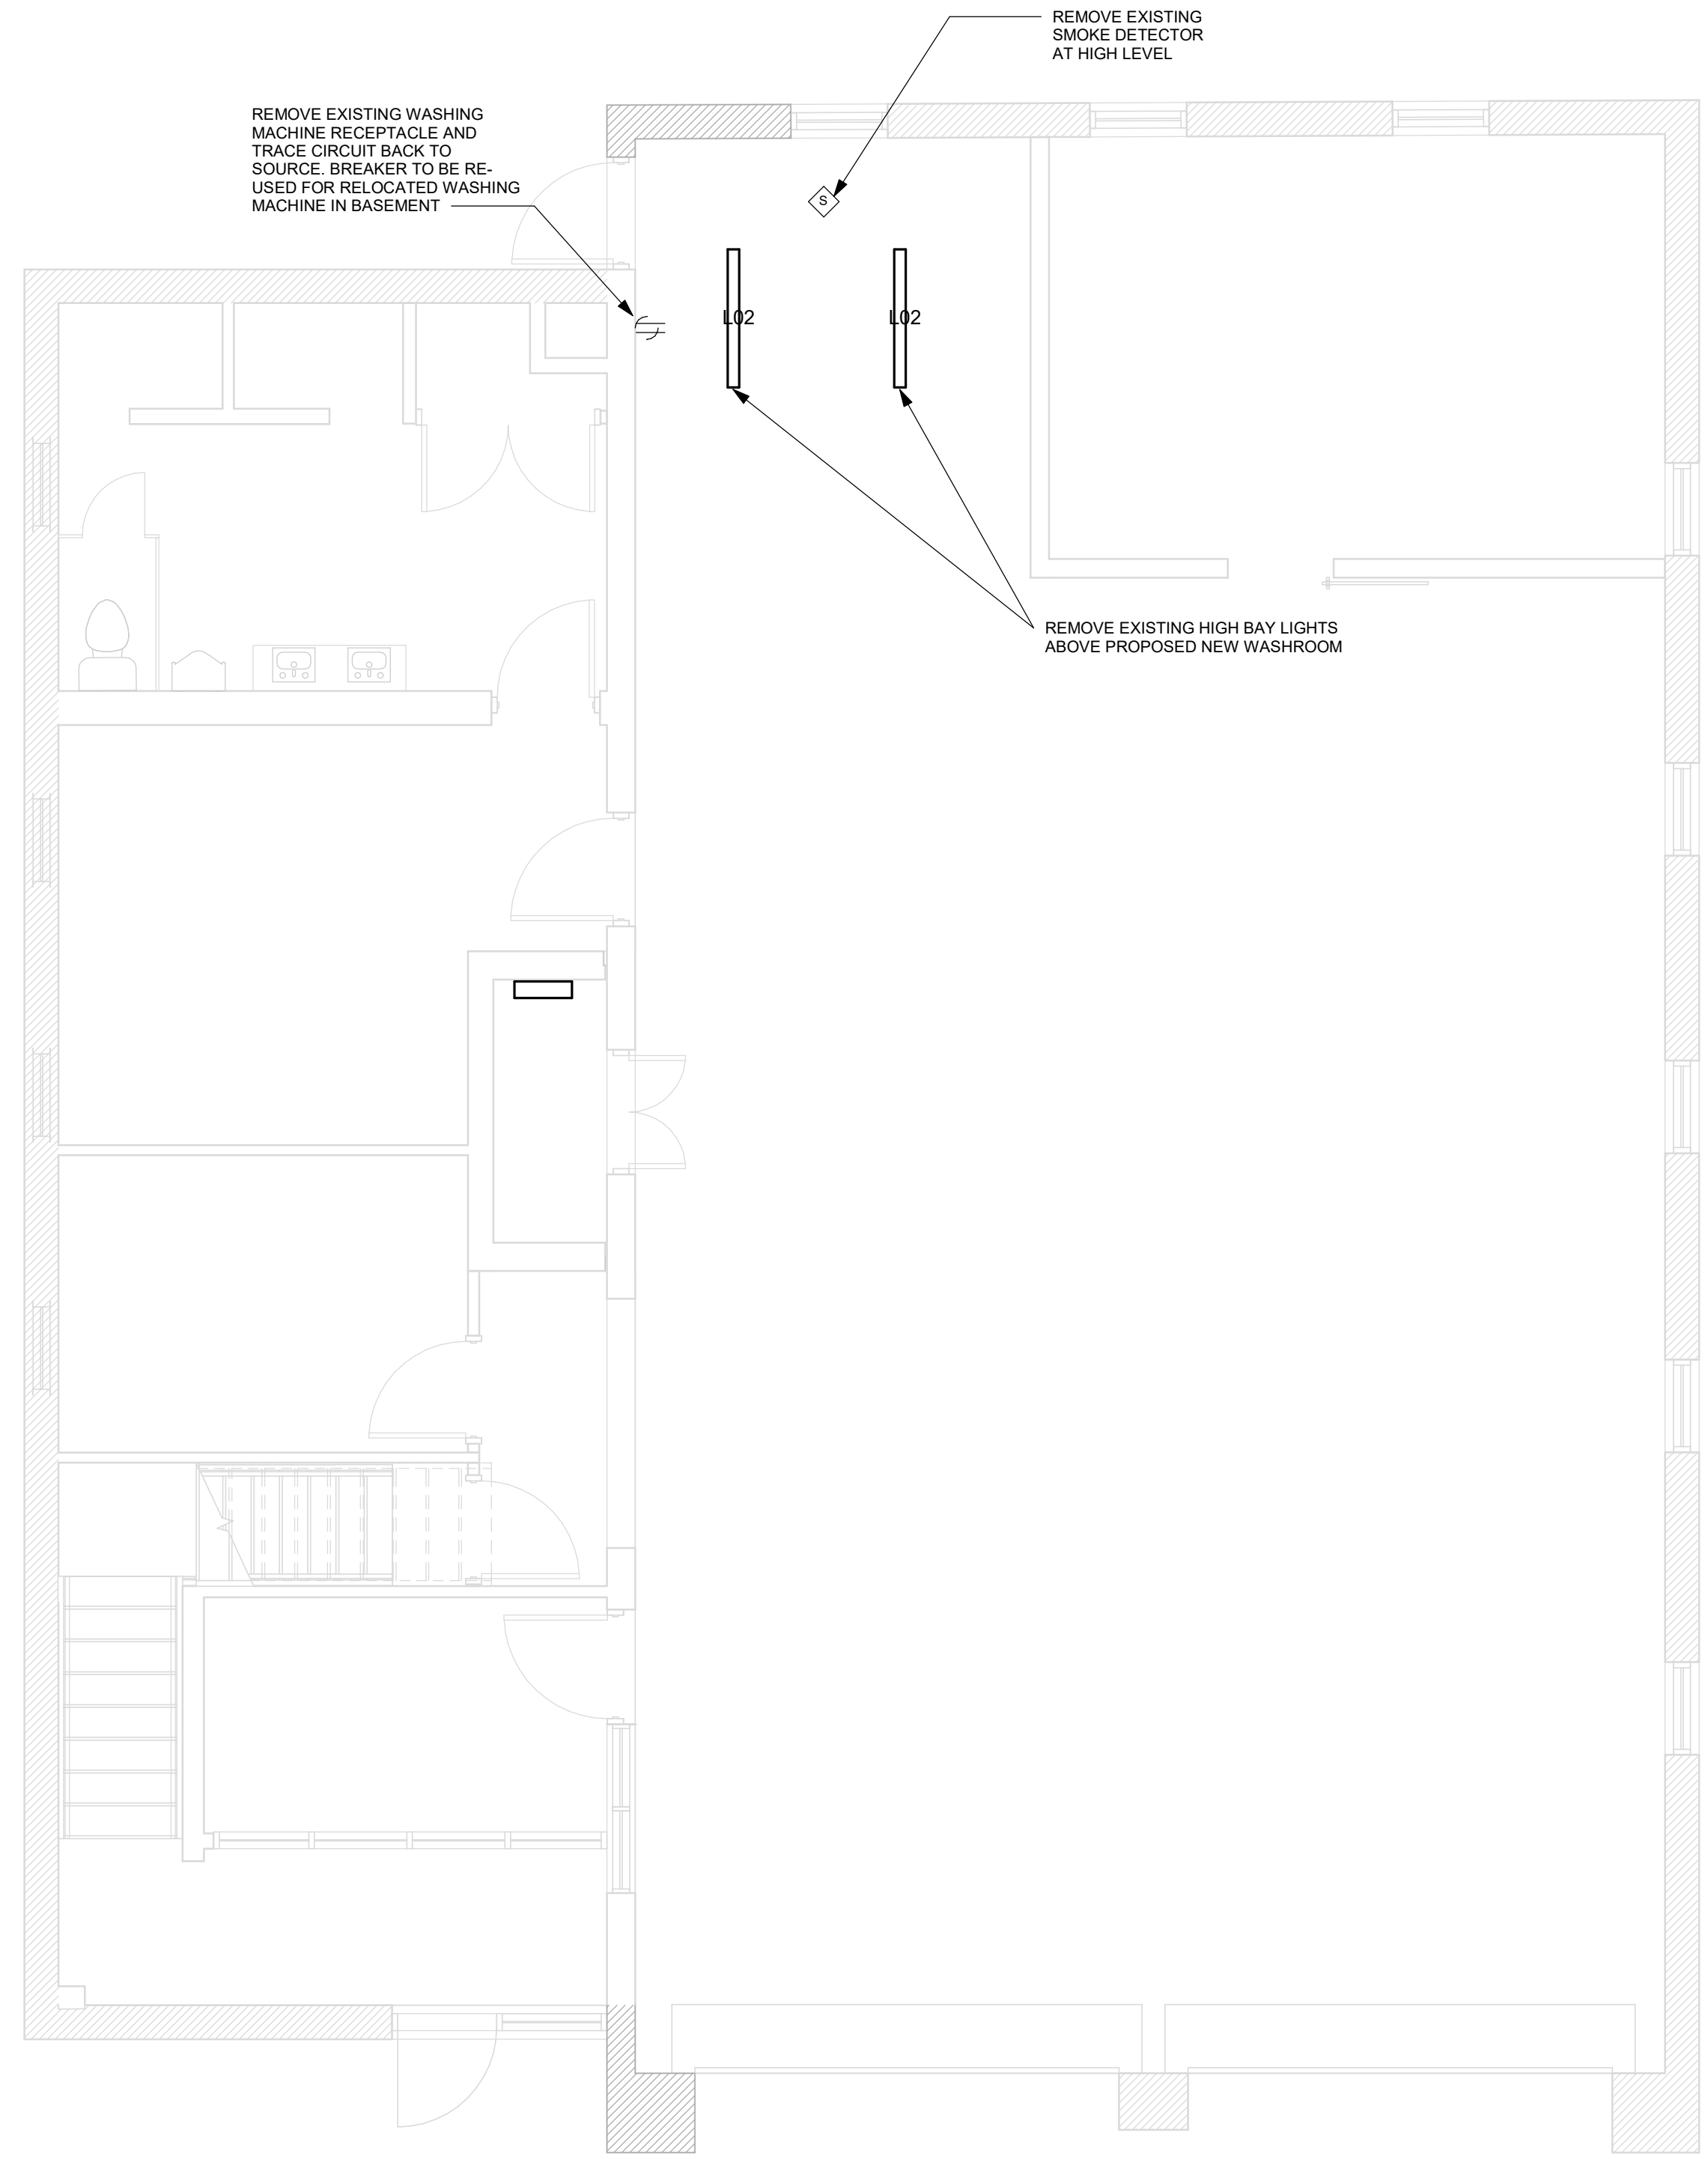 REMOVE EXISTING
SMOKE DETECTOR
AT HIGH LEVEL
REMOVE EXISTING WASHING
MACHINE RECEPTACLE AND
TRACE CIRCUIT BACK TO
SOURCE. BREAKER TO BE RE-
USED FOR RELOCATED WASHING
MACHINE IN BASEMENT
S
L02
L02
REMOVE EXISTING HIGH BAY LIGHTS
ABOVE PROPOSED NEW WASHROOM